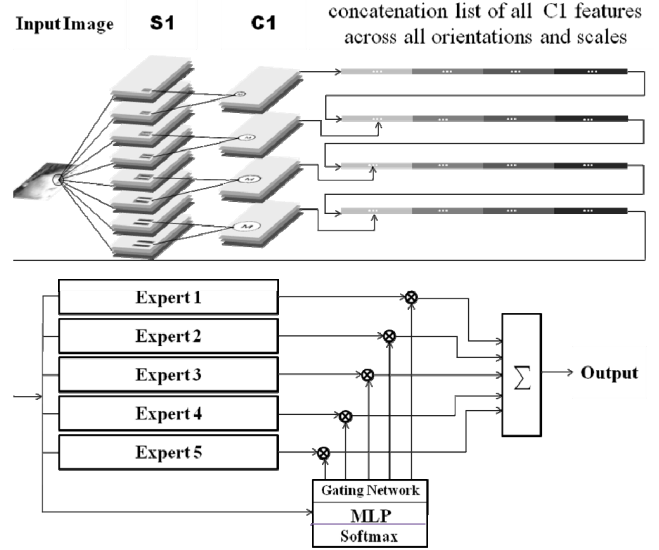 Input Image S1 C1 concatenation list of all C1 features
across all orientations and scales
M
M
M
Expert 1
Expert 2
Expert 3
Expert 4
Expert 5
∑
Output
Gating Network
MLP
Softmax